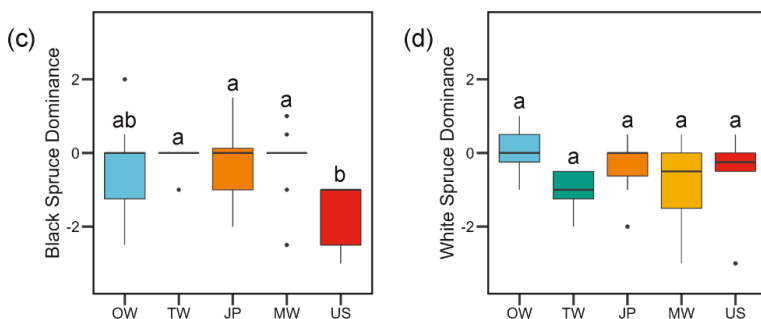 (c)
Black Spruce Dominance
2
0
-2
ab
a
a
a
b
OW TW JP MW US
(d)
White Spruce Dominance
2
0
-2
a
a
a
a
a
OW TW JP MW US